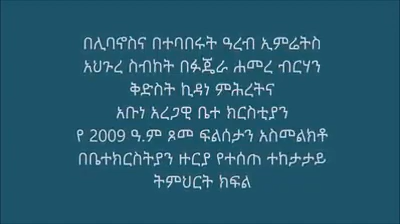 በሊባኖስና በተባበሩት ዓረብ ኢምሬትስ
አህጉረ ስብከት በፉጄራ ሐመረ ብርሃን
ቅድስት ኪዳነ ምሕረትና
አቡነ አረጋዊ ቤተ ክርስቲያን
የ 2009 ዓ.ም ጾመ ፍልሰታን አስመልክቶ
በቤተክርስትያን ዙርያ የተሰጠ ተከታታይ
ትምህርት ክፍል